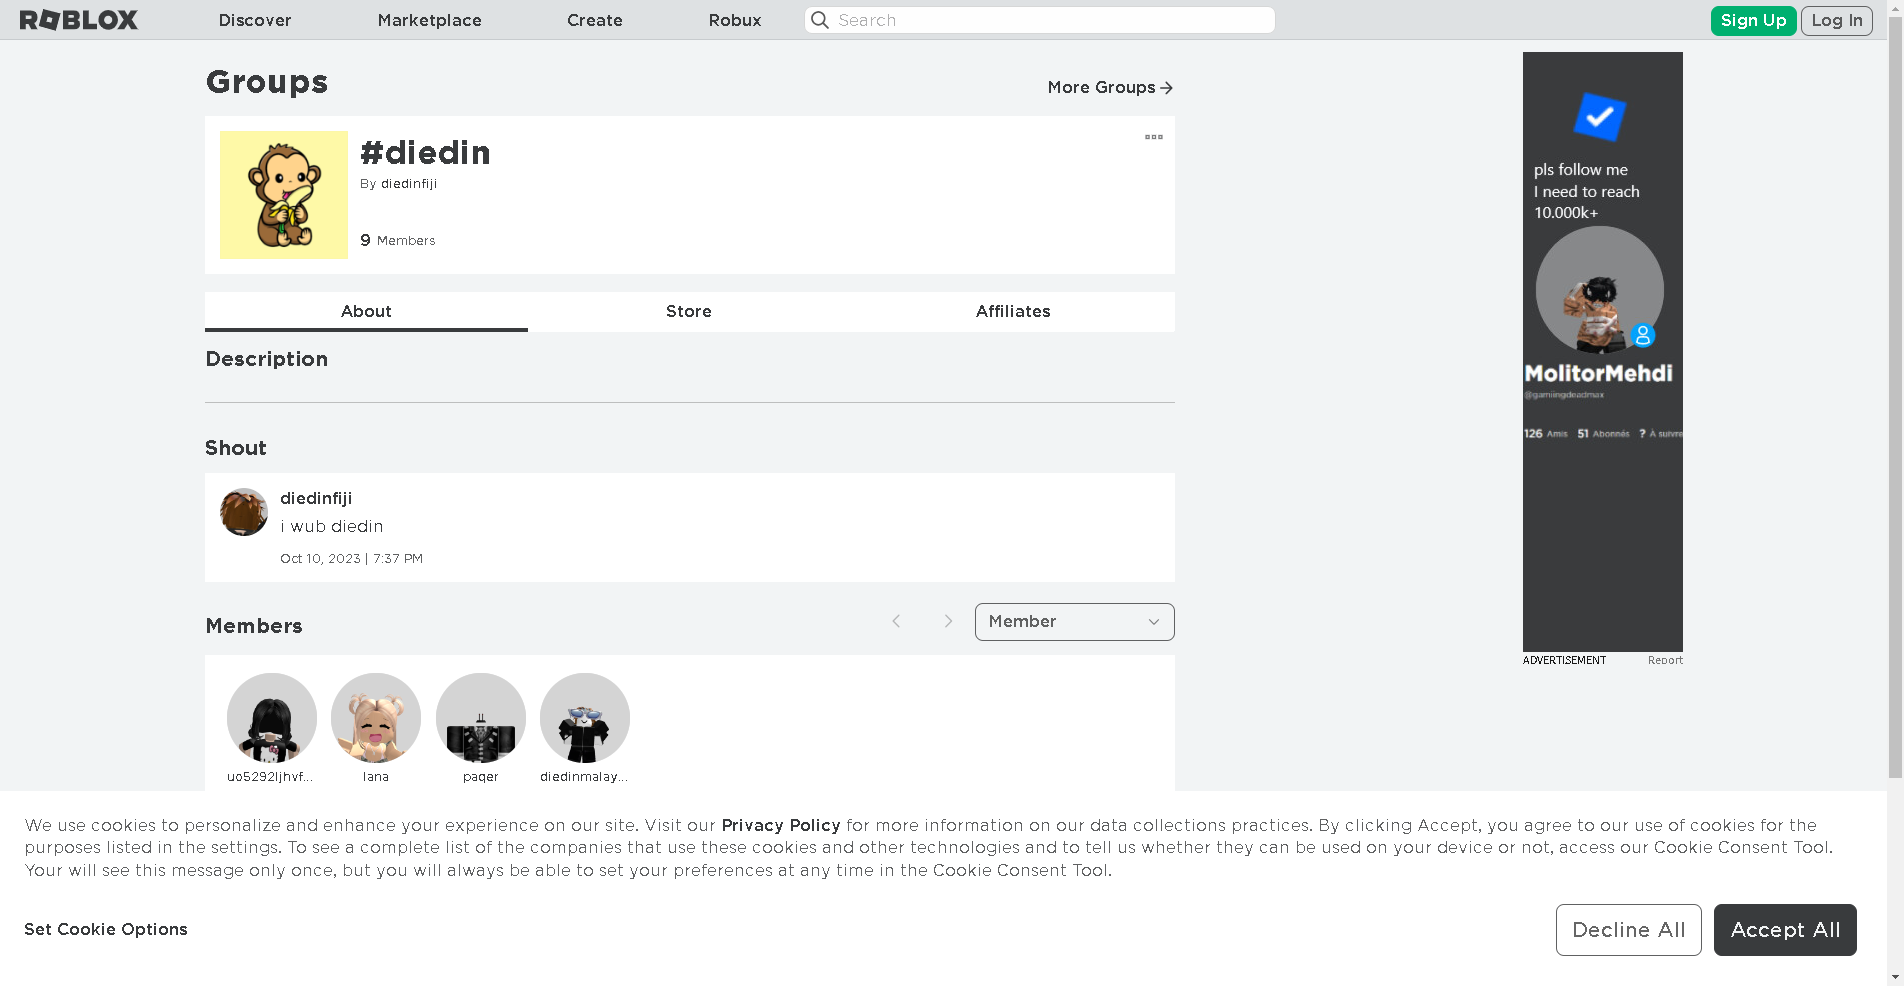 ROBLOX
Discover
Marketplace
Create
Robux
Search
Sign Up
Log In
Groups
More Groups
#diedin
By diedinfiji
9 Members
About
Store
Affiliates
Description
Shout
diedinfiji
i wub diedin
Oct 10, 2023 | 7:37 PM
Members
Member
uo5292ljhvf...
lana
paqer
diedinmalay...
pls follow me
I need to reach
10.000k+
MolitorMehdi
@gamiingdeadmax
126 Amis 51 Abonnés ? À suivre
ADVERTISEMENT
Report
We use cookies to personalize and enhance your experience on our site. Visit our Privacy Policy for more information on our data collections practices. By clicking Accept, you agree to our use of cookies for the
purposes listed in the settings. To see a complete list of the companies that use these cookies and other technologies and to tell us whether they can be used on your device or not, access our Cookie Consent Tool.
Your will see this message only once, but you will always be able to set your preferences at any time in the Cookie Consent Tool.
Set Cookie Options
Decline All
Accept All